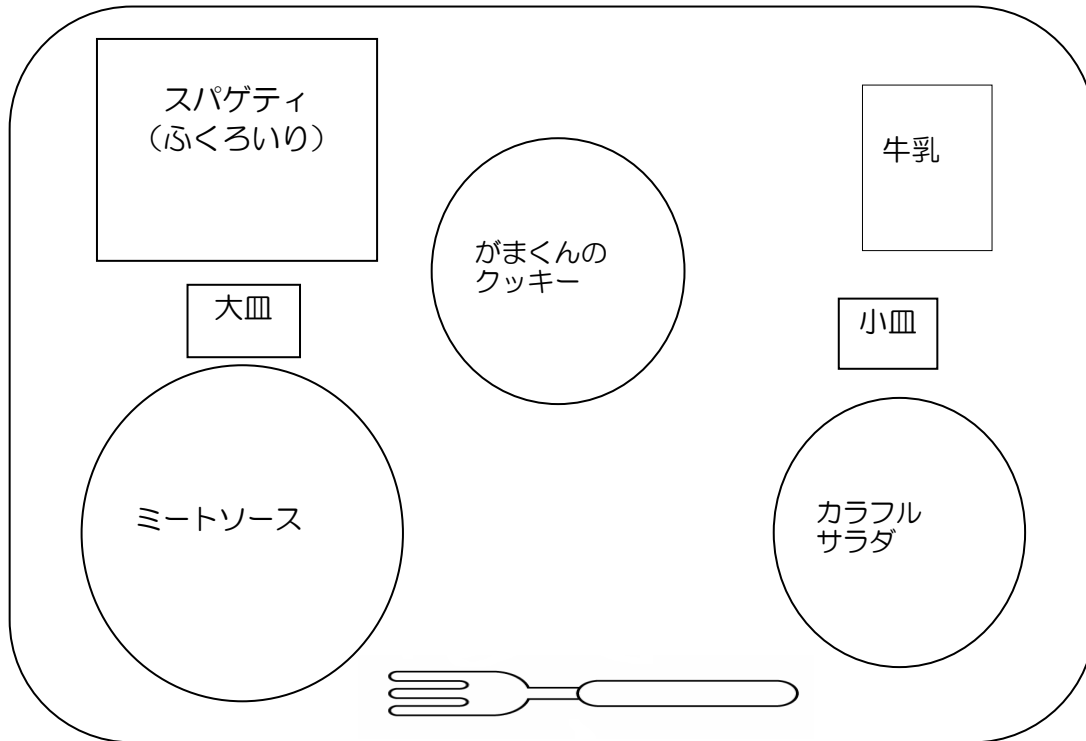 スパゲティ
（ふくろいり）
牛乳
がまくんの
クッキー
大皿
小皿
ミートソース
カラフル
サラダ